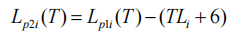 L_{p2i}(T) = L_{p1i}(T) − (TL_i + 6)